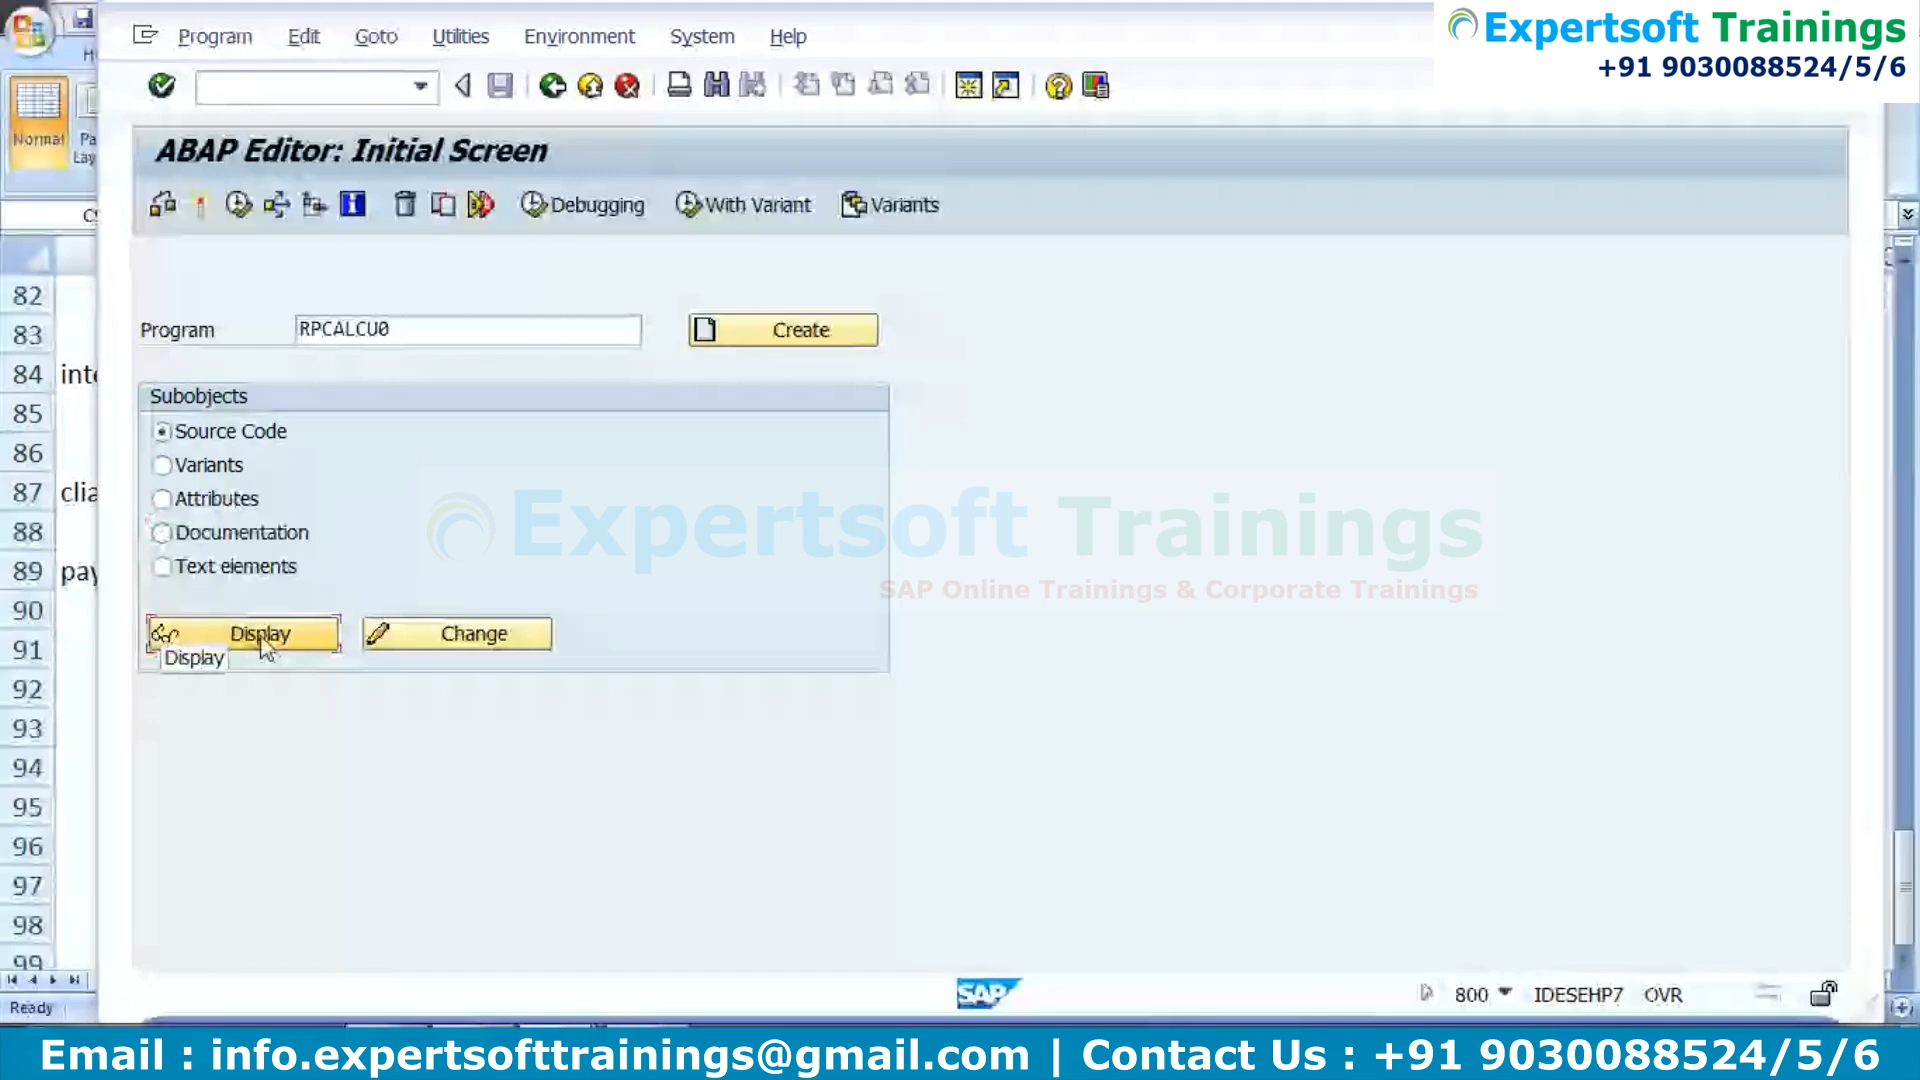 Expertsoft Trainings
+91 9030088524/5/6
Program Edit Goto Utilities Environment System Help
Normal
ABAP Editor: Initial Screen
Debugging With Variant Variants
Program RPCALCU0 Create
Subobjects
Source Code
Variants
Attributes
Documentation
Text elements
Display Change
Display
82
83
84
85
86
87
88
89 pay
90
91
92
93
94
95
96
97
98
99
Expertsoft Trainings
SAP Online Trainings & Corporate Trainings
Ready
SAP 800 IDESEHP7 OVR
Email : info.expertsofttrainings@gmail.com | Contact Us : +91 9030088524/5/6